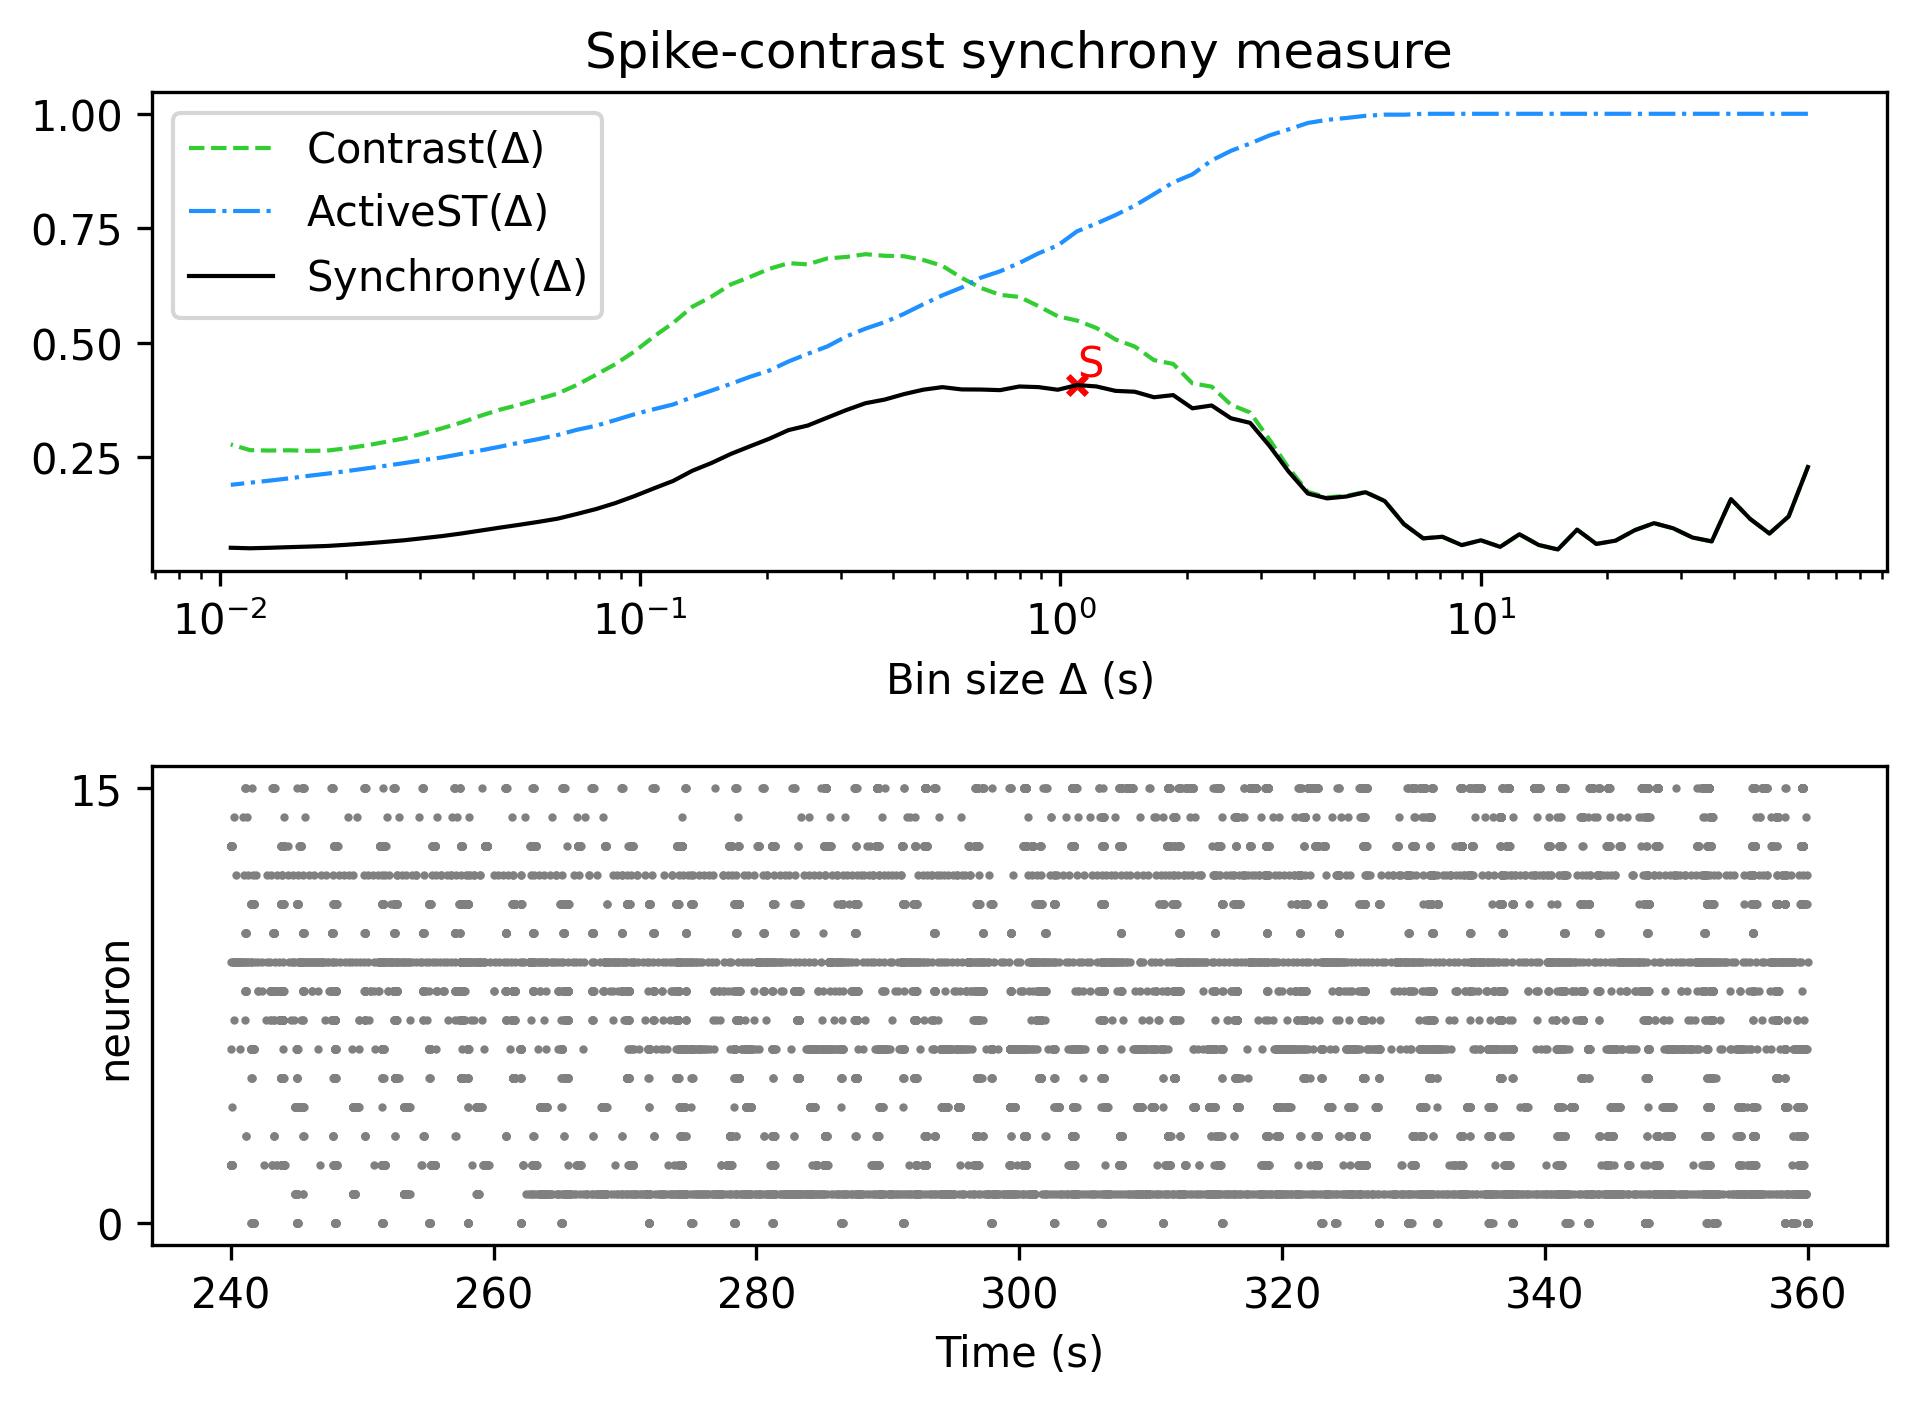 Spike-contrast synchrony measure
1.00
0.75
0.50
0.25
Contrast(Δ)
ActiveST(Δ)
Synchrony(Δ)
S
10⁻² 10⁻¹ 10⁰ 10¹
Bin size Δ (s)
15
0
neuron
240 260 280 300 320 340 360
Time (s)